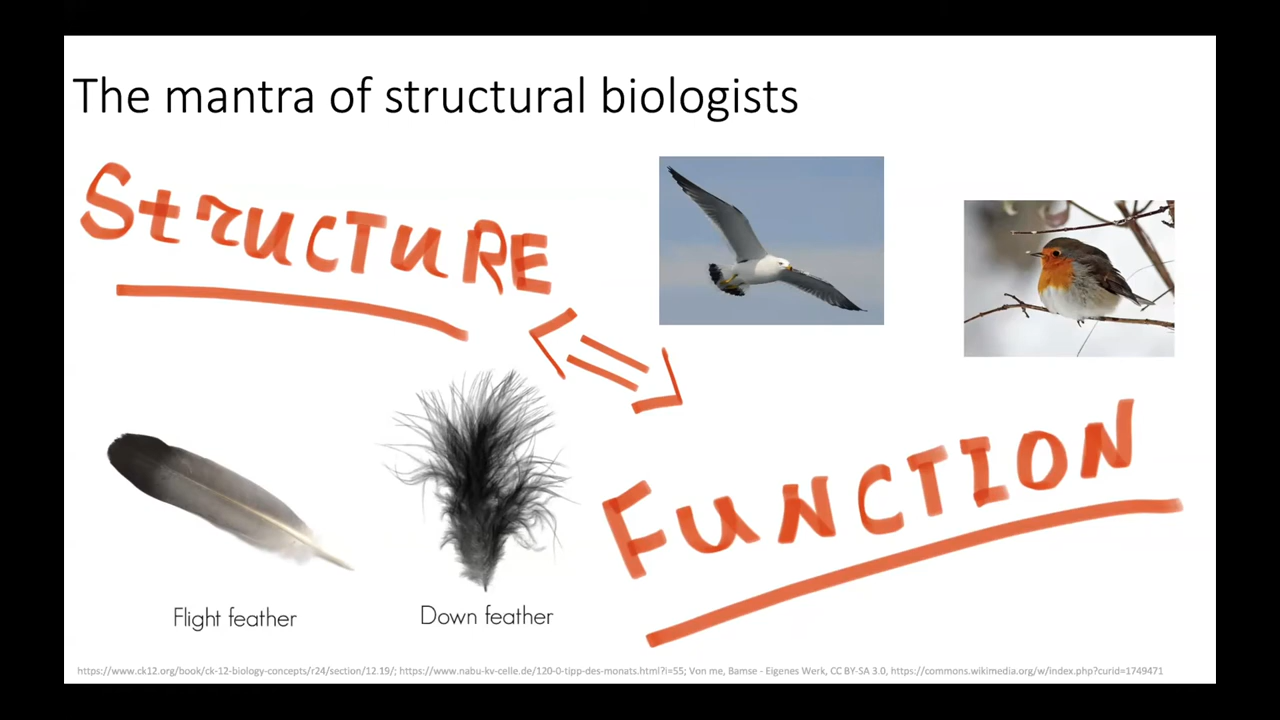 The mantra of structural biologists
StrUCTURE
FUNCTION
Flight feather
Down feather
https://www.ck12.org/book/ck-12-biology-concepts/r24/section/12.19/; https://www.nabu-kv-celle.de/120-0-tipp-des-monats.html?i=55; Von me, Bamse - Eigenes Werk, CC BY-SA 3.0, https://commons.wikimedia.org/w/index.php?curid=1749471